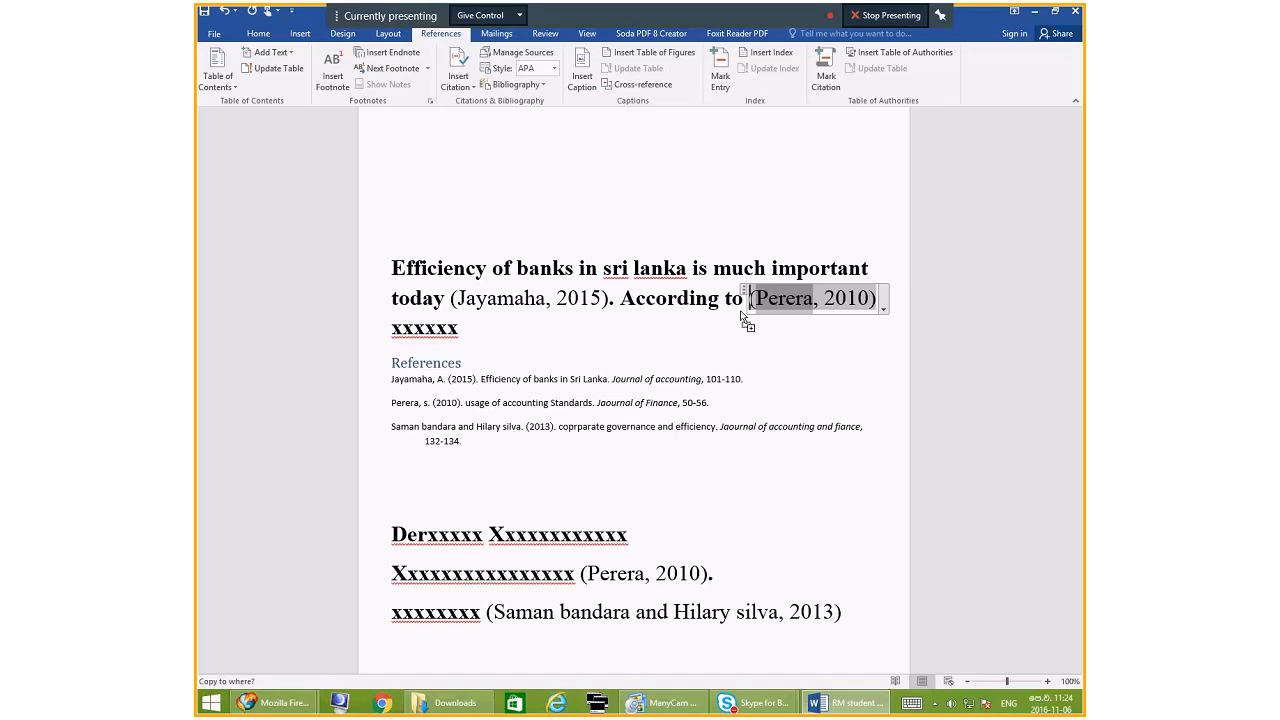 Currently presenting
Give Control
Stop Presenting
File
Home
Insert
Design
Layout
References
Mailings
Review
View
Soda PDF 8 Creator
Foxit Reader PDF
Tell me what you want to do...
Sign in
Share
Table of Contents
Add Text
Update Table
Table of Contents
AB1
Insert Footnote
Insert Endnote
Next Footnote
Show Notes
Footnotes
Insert Citation
Manage Sources
Style: APA
Bibliography
Citations & Bibliography
Insert Caption
Insert Table of Figures
Update Table
Cross-reference
Captions
Mark Entry
Insert Index
Update Index
Index
Mark Citation
Insert Table of Authorities
Update Table
Table of Authorities
Efficiency of banks in sri lanka is much important
today (Jayamaha, 2015). According to (Perera, 2010)
xxxxxx
References
Jayamaha, A. (2015). Efficiency of banks in Sri Lanka. Journal of accounting, 101-110.
Perera, s. (2010). usage of accounting Standards. Jaournal of Finance, 50-56.
Saman bandara and Hilary silva. (2013). coprparate governance and efficiency. Jaournal of accounting and fiance,
132-134.
Derxxxxx Xxxxxxxxxxxx
Xxxxxxxxxxxxxxx (Perera, 2010).
xxxxxxxx (Saman bandara and Hilary silva, 2013)
Copy to where?
100%
Mozilla Fire...
Downloads
ManyCam ...
Skype for B...
RM student ...
ENG
11:24
2016-11-06